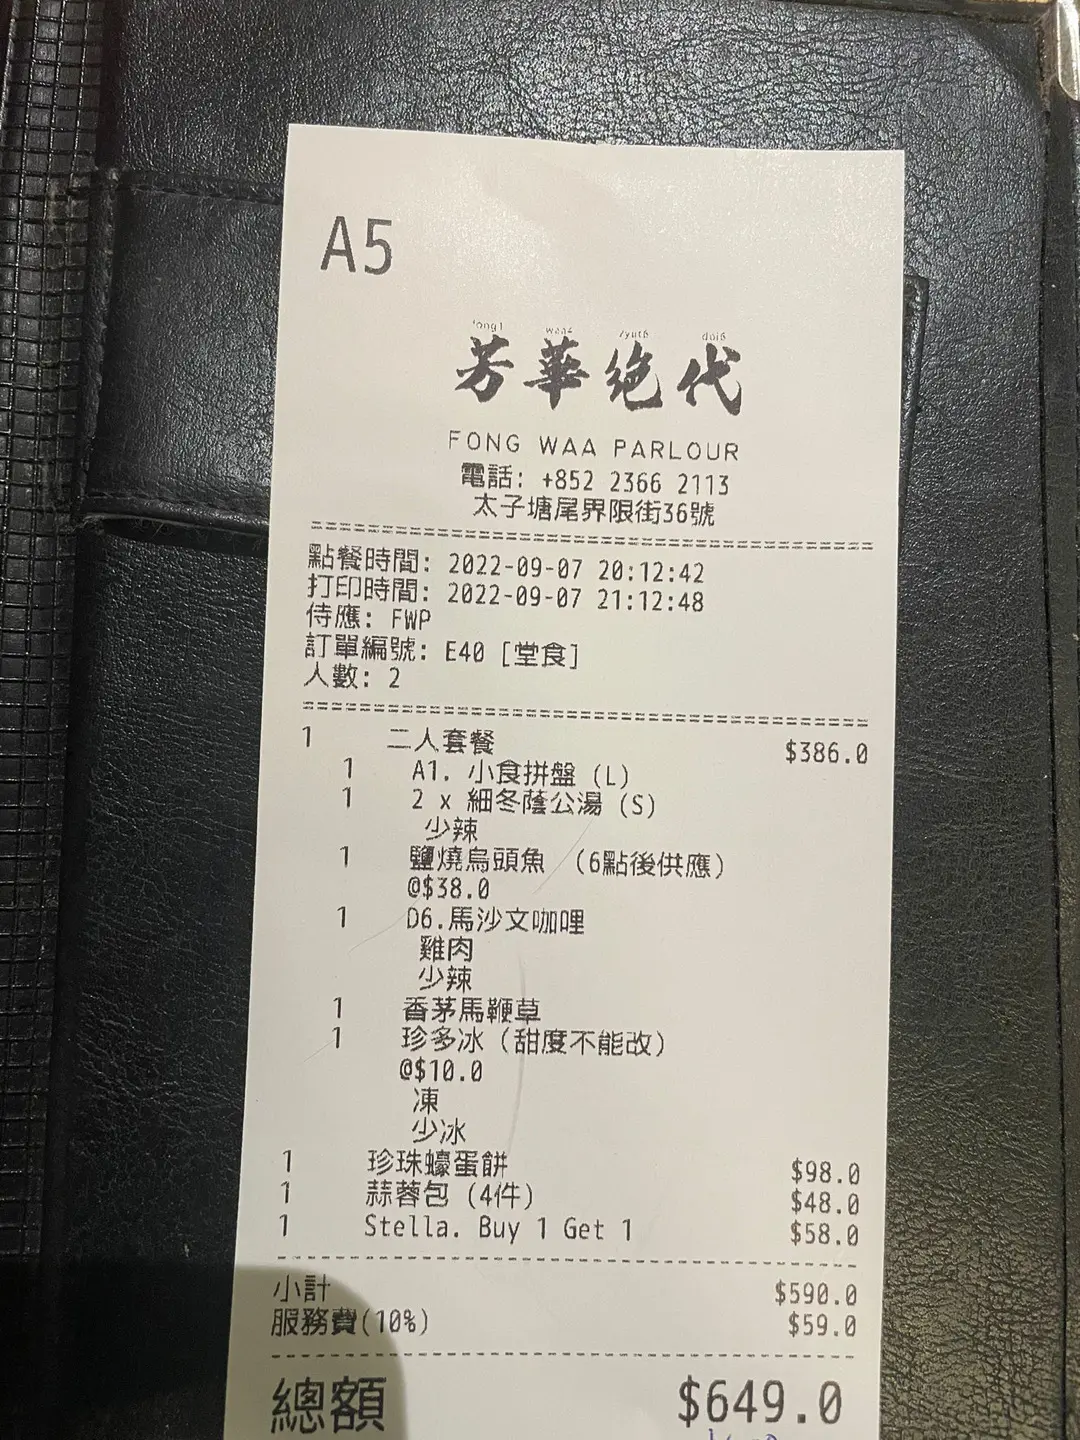 A5
fong1 waa4 zyut6 doi6
芳華絕代
FONG WAA PARLOUR
電話: +852 2366 2113
太子塘尾界限街36號
點餐時間: 2022-09-07 20:12:42
打印時間: 2022-09-07 21:12:48
侍應: FWP
訂單編號: E40 [堂食]
人數: 2
1 二人套餐 $386.0
1 A1. 小食拼盤 (L)
1 2 x 細冬蔭公湯 (S)
少辣
1 鹽燒烏頭魚 (6點後供應)
@$38.0
1 D6.馬沙文咖哩
雞肉
少辣
1 香茅馬鞭草
1 珍多冰 (甜度不能改)
@$10.0
凍
少冰
1 珍珠蠔蛋餅 $98.0
1 蒜蓉包 (4件) $48.0
1 Stella. Buy 1 Get 1 $58.0
小計 $590.0
服務費(10%) $59.0
總額 $649.0